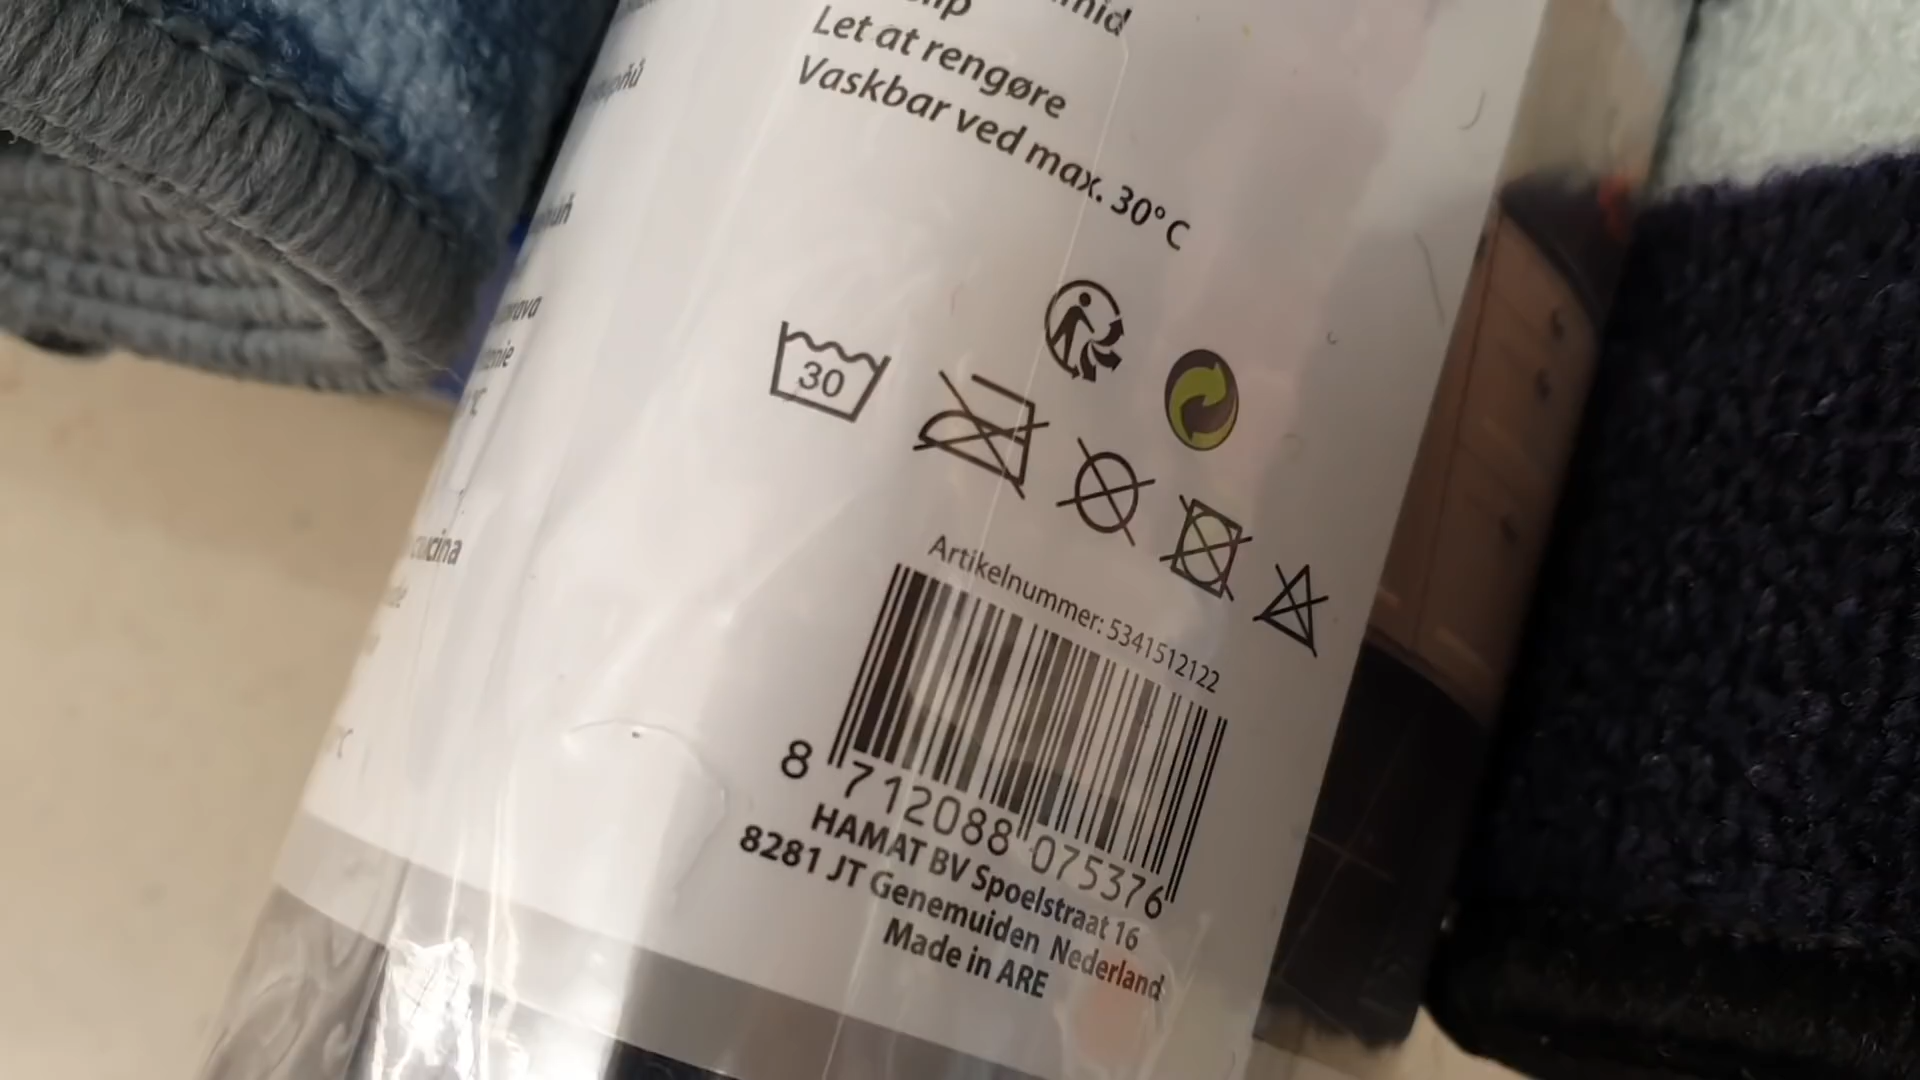 Let at rengøre
Vaskbar ved max. 30° C
30
cucina
Artikelnummer: 5341512122
8 712088 075376
HAMAT BV Spoelstraat 16
8281 JT Genemuiden Nederland
Made in ARE